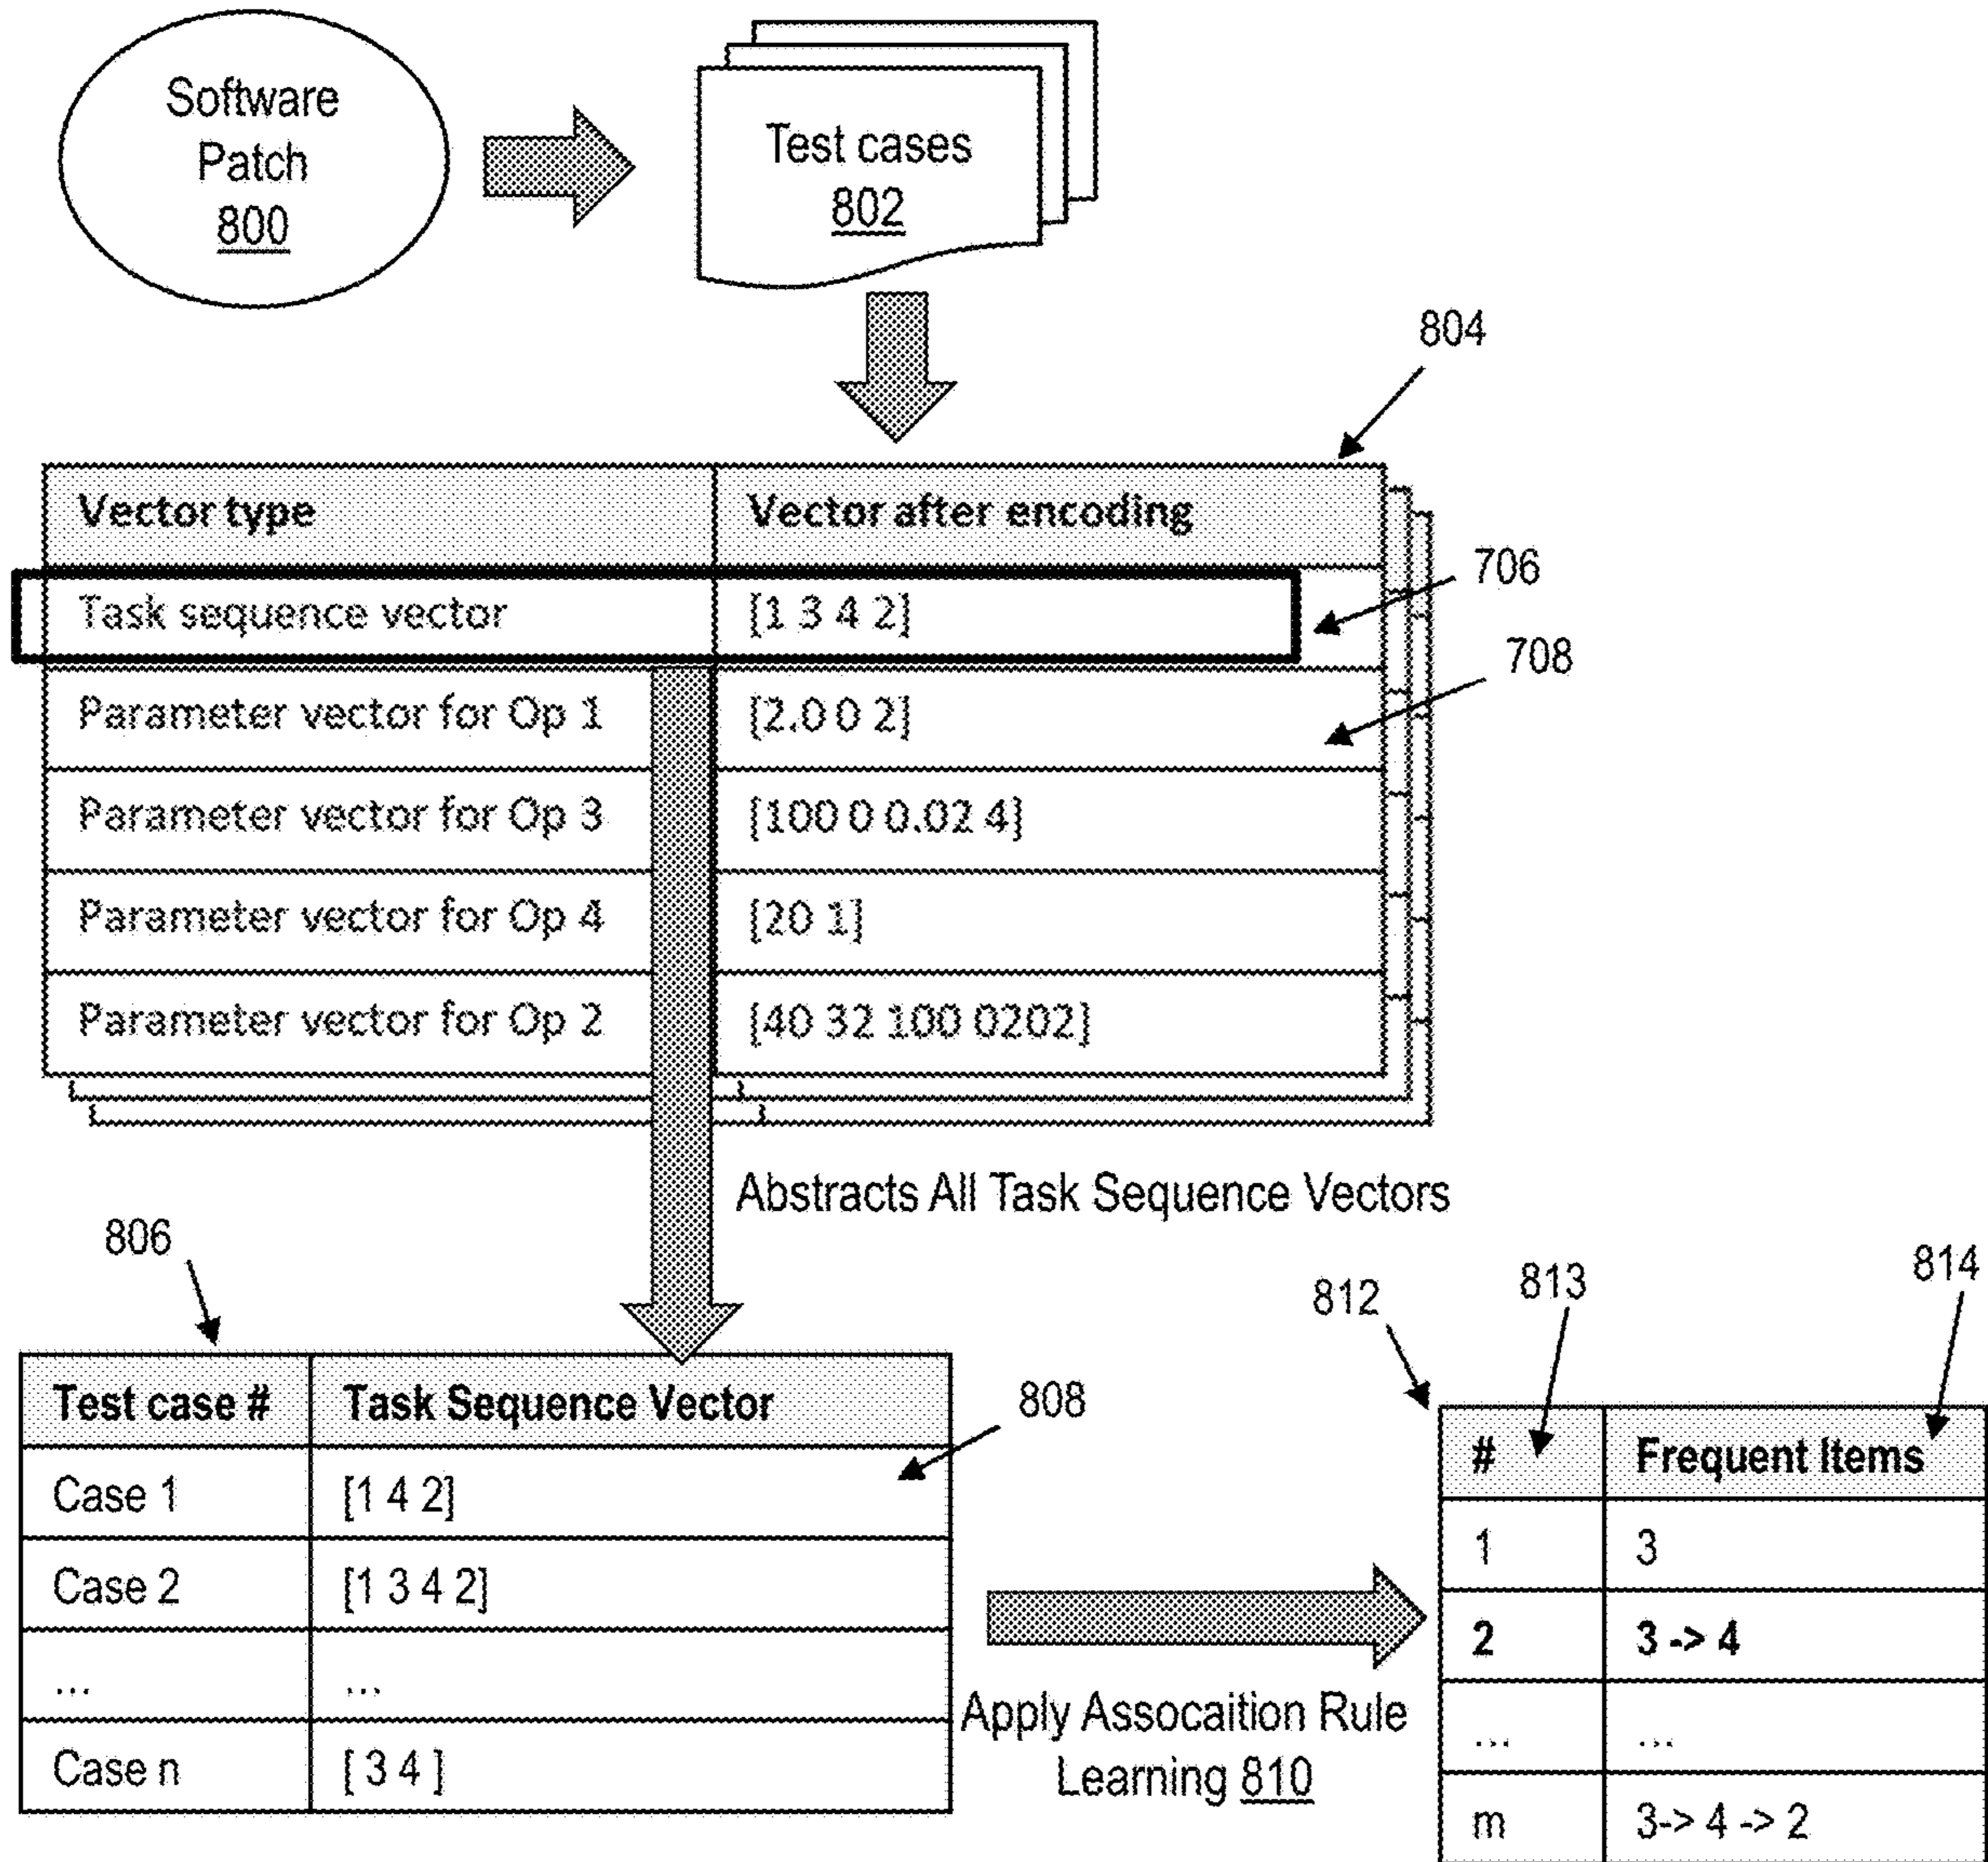 Software
Patch
800
Test cases
802
804
Vector type Vector after encoding
706
Task sequence vector [1 3 4 2]
708
Parameter vector for Op 1 [2.0 0 2]
Parameter vector for Op 3 [100 0 0.02 4]
Parameter vector for Op 4 [20 1]
Parameter vector for Op 2 [40 32 100 0202]
Abstracts All Task Sequence Vectors
806
Test case # Task Sequence Vector
808
Case 1 [1 4 2]
Case 2 [1 3 4 2]
... ...
Case n [ 3 4 ]
Apply Assocaition Rule
Learning 810
812
813
814
# Frequent Items
1 3
2 3 -> 4
... ...
m 3-> 4 -> 2